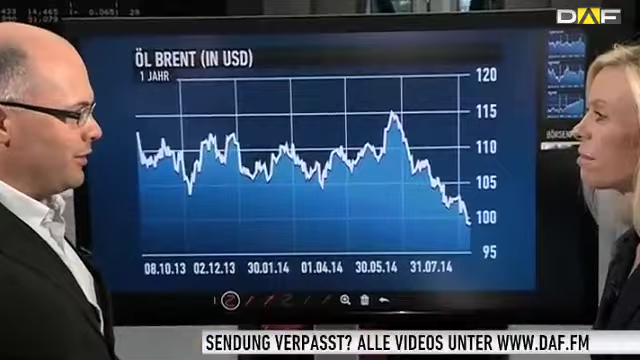 DAF
ÖL BRENT (IN USD)
1 JAHR
120
115
110
105
100
95
08.10.13 02.12.13 30.01.14 01.04.14 30.05.14 31.07.14
SENDUNG VERPASST? ALLE VIDEOS UNTER WWW.DAF.FM